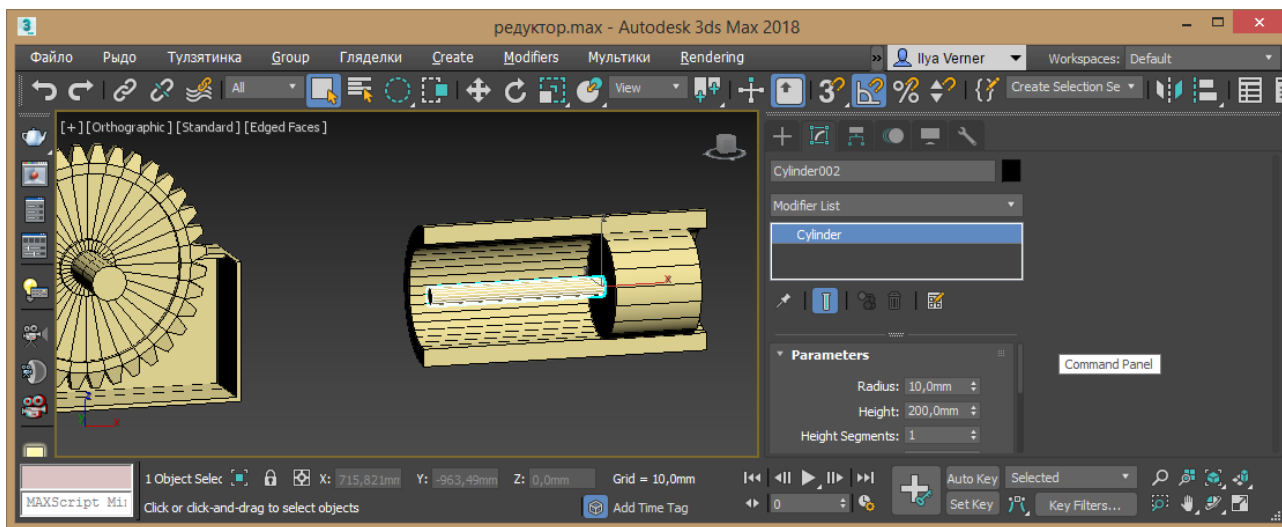 3
редуктор.max - Autodesk 3ds Max 2018
Файло Рыдо Тулзятинка Group Гляделки Create Modifiers Мультики Rendering » Ilya Verner Workspaces: Default
All View 3 Create Selection Se
[+] [Orthographic] [Standard] [Edged Faces]
Cylinder002
Modifier List
Cylinder
x
Parameters
Command Panel
Radius: 10,0mm
Height: 200,0mm
Height Segments: 1
z
x
1 Object Selec X: 715,821mm Y: -963,49mm Z: 0,0mm Grid = 10,0mm Auto Key Selected
MAXScript Mi Click or click-and-drag to select objects Add Time Tag 0 Set Key Key Filters...